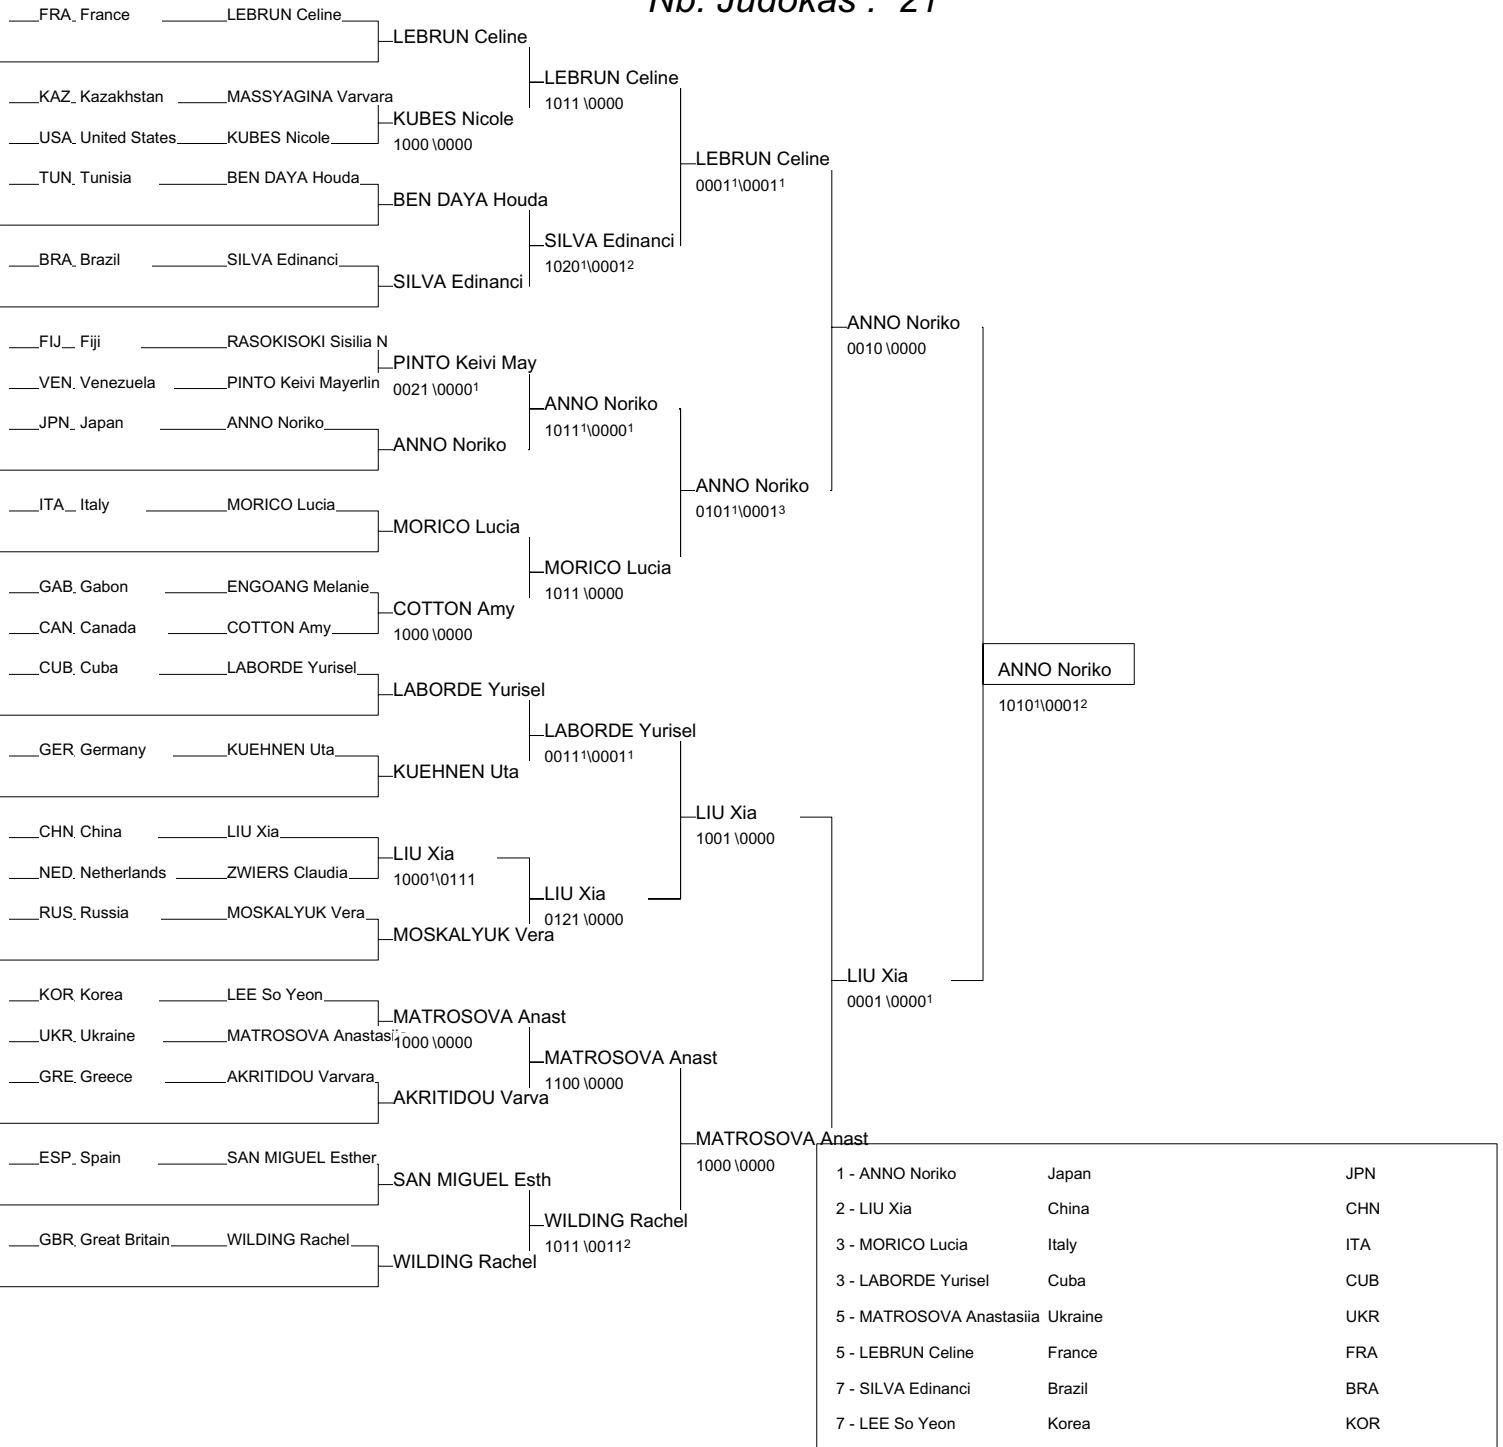 Nb. Judokas : 21
FRA France LEBRUN Celine
LEBRUN Celine
LEBRUN Celine
1011 \0000
KAZ Kazakhstan MASSYAGINA Varvara
KUBES Nicole
1000 \0000
USA United States KUBES Nicole
LEBRUN Celine
0001¹\0001¹
TUN Tunisia BEN DAYA Houda
BEN DAYA Houda
SILVA Edinanci
1020¹\0001²
BRA Brazil SILVA Edinanci
SILVA Edinanci
ANNO Noriko
0010 \0000
FIJ Fiji RASOKISOKI Sisilia N
PINTO Keivi May
0021 \0000¹
VEN Venezuela PINTO Keivi Mayerlin
ANNO Noriko
1011¹\0000¹
JPN Japan ANNO Noriko
ANNO Noriko
ANNO Noriko
0101¹\0001³
ITA Italy MORICO Lucia
MORICO Lucia
MORICO Lucia
1011 \0000
GAB Gabon ENGOANG Melanie
COTTON Amy
1000 \0000
CAN Canada COTTON Amy
ANNO Noriko
1010¹\0001²
CUB Cuba LABORDE Yurisel
LABORDE Yurisel
LABORDE Yurisel
0011¹\0001¹
GER Germany KUEHNEN Uta
KUEHNEN Uta
LIU Xia
1001 \0000
CHN China LIU Xia
LIU Xia
1000¹\0111
NED Netherlands ZWIERS Claudia
LIU Xia
0121 \0000
RUS Russia MOSKALYUK Vera
MOSKALYUK Vera
LIU Xia
0001 \0000¹
KOR Korea LEE So Yeon
MATROSOVA Anast
1000 \0000
UKR Ukraine MATROSOVA Anastasii
MATROSOVA Anast
1100 \0000
GRE Greece AKRITIDOU Varvara
AKRITIDOU Varva
MATROSOVA Anast
1000 \0000
ESP Spain SAN MIGUEL Esther
SAN MIGUEL Esth
WILDING Rachel
1011 \0011²
GBR Great Britain WILDING Rachel
WILDING Rachel
1 - ANNO Noriko Japan JPN
2 - LIU Xia China CHN
3 - MORICO Lucia Italy ITA
3 - LABORDE Yurisel Cuba CUB
5 - MATROSOVA Anastasiia Ukraine UKR
5 - LEBRUN Celine France FRA
7 - SILVA Edinanci Brazil BRA
7 - LEE So Yeon Korea KOR